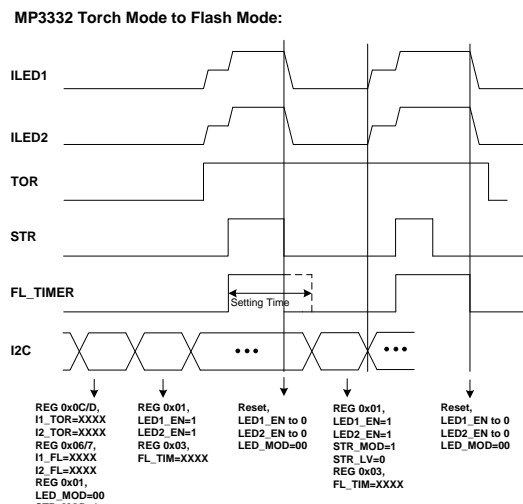 MP3332 Torch Mode to Flash Mode:
ILED1
ILED2
TOR
STR
FL_TIMER
Setting Time
I2C
REG 0x0C/D,
I1_TOR=XXXX
I2_TOR=XXXX
REG 0x06/7,
I1_FL=XXXX
I2_FL=XXXX
REG 0x01,
LED_MOD=00
REG 0x01,
LED1_EN=1
LED2_EN=1
REG 0x03,
FL_TIM=XXXX
Reset,
LED1_EN to 0
LED2_EN to 0
LED_MOD=00
REG 0x01,
LED1_EN=1
LED2_EN=1
STR_MOD=1
STR_LV=0
REG 0x03,
FL_TIM=XXXX
Reset,
LED1_EN to 0
LED2_EN to 0
LED_MOD=00